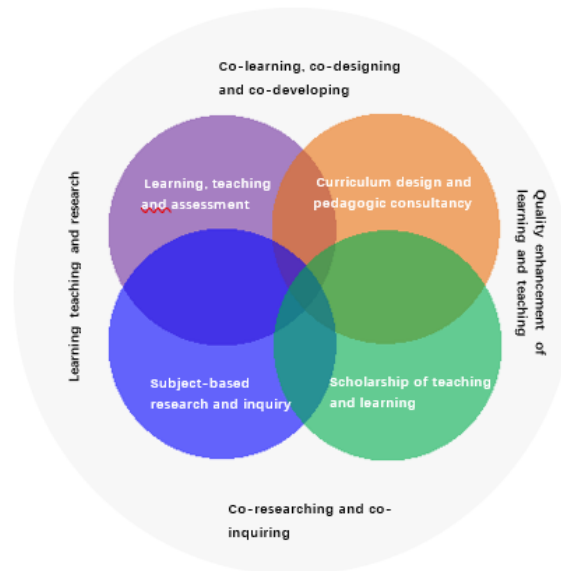 Co-learning, co-designing
and co-developing
Learning, teaching
and assessment
Curriculum design and
pedagogic consultancy
Learning teaching and research
Quality enhancement of
learning and teaching
Subject-based
research and inquiry
Scholarship of teaching
and learning
Co-researching and co-
inquiring